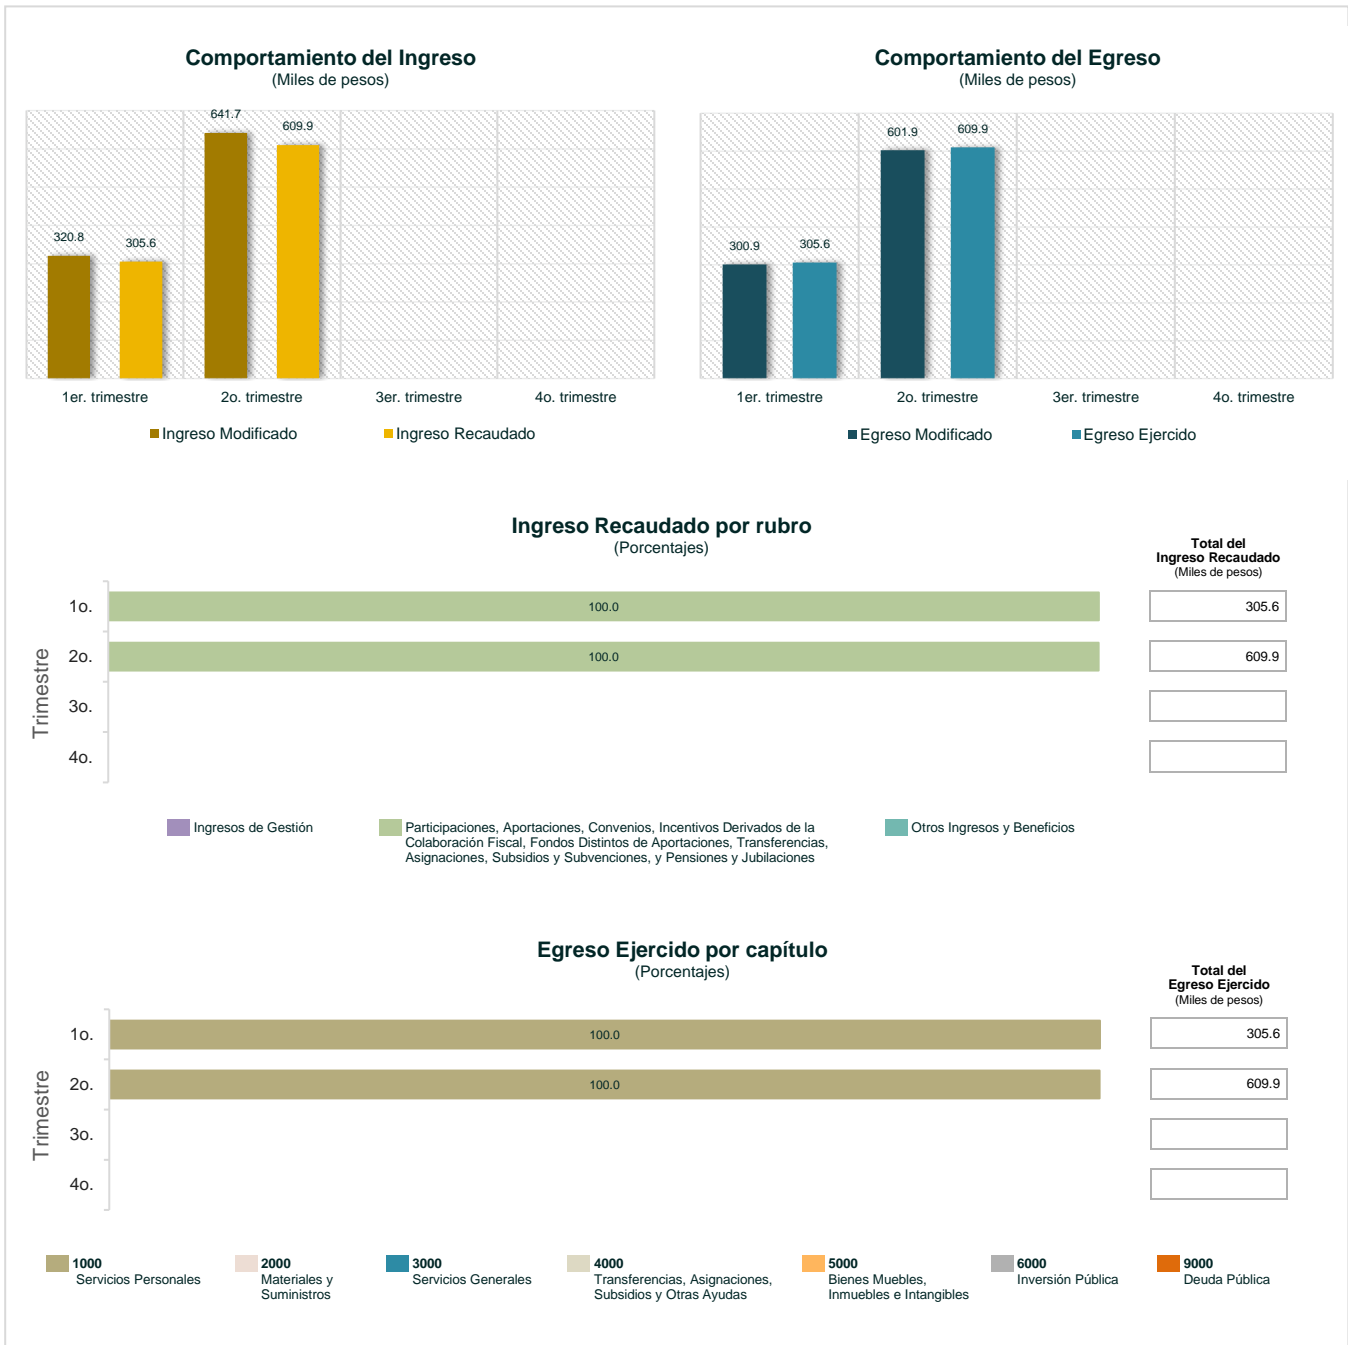 Comportamiento del Ingreso
(Miles de pesos)
641.7
609.9
320.8
305.6
1er. trimestre
2o. trimestre
3er. trimestre
4o. trimestre
Ingreso Modificado
Ingreso Recaudado
Comportamiento del Egreso
(Miles de pesos)
601.9
609.9
300.9
305.6
1er. trimestre
2o. trimestre
3er. trimestre
4o. trimestre
Egreso Modificado
Egreso Ejercido
Ingreso Recaudado por rubro
(Porcentajes)
Total del
Ingreso Recaudado
(Miles de pesos)
Trimestre
1o.
100.0
305.6
2o.
100.0
609.9
3o.
4o.
Ingresos de Gestión
Participaciones, Aportaciones, Convenios, Incentivos Derivados de la
Colaboración Fiscal, Fondos Distintos de Aportaciones, Transferencias,
Asignaciones, Subsidios y Subvenciones, y Pensiones y Jubilaciones
Otros Ingresos y Beneficios
Egreso Ejercido por capítulo
(Porcentajes)
Total del
Egreso Ejercido
(Miles de pesos)
Trimestre
1o.
100.0
305.6
2o.
100.0
609.9
3o.
4o.
1000
Servicios Personales
2000
Materiales y
Suministros
3000
Servicios Generales
4000
Transferencias, Asignaciones,
Subsidios y Otras Ayudas
5000
Bienes Muebles,
Inmuebles e Intangibles
6000
Inversión Pública
9000
Deuda Pública